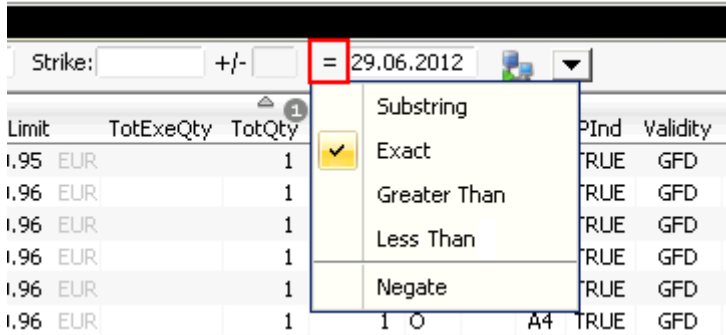 Strike: +/- = 29.06.2012
Substring
Exact
Greater Than
Less Than
Negate
1
Limit TotExeQty TotQty PInd Validity
.95 EUR 1 TRUE GFD
.96 EUR 1 TRUE GFD
.96 EUR 1 TRUE GFD
.96 EUR 1 TRUE GFD
.96 EUR 1 TRUE GFD
.96 EUR 1 1 O A4 TRUE GFD